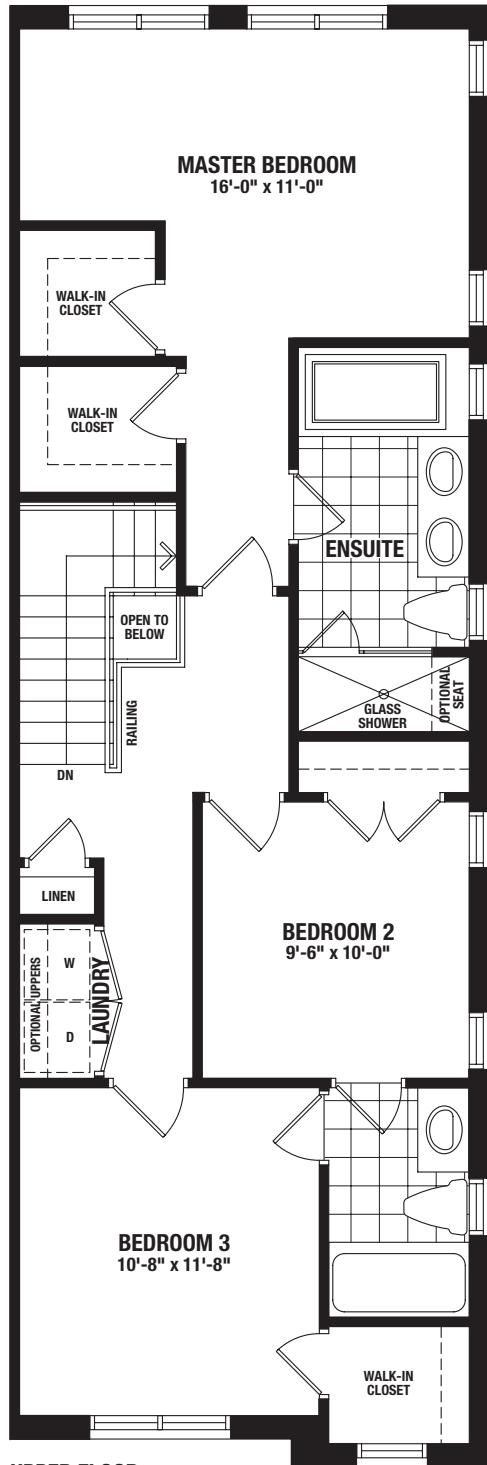 MASTER BEDROOM
16'-0" x 11'-0"
WALK-IN
CLOSET
WALK-IN
CLOSET
ENSUITE
OPEN TO
BELOW
RAILING
DN
GLASS
SHOWER
OPTIONAL
SEAT
LINEN
BEDROOM 2
9'-6" x 10'-0"
OPTIONAL UPPERS
W
D
LAUNDRY
BEDROOM 3
10'-8" x 11'-8"
WALK-IN
CLOSET
UPPER FLOOR